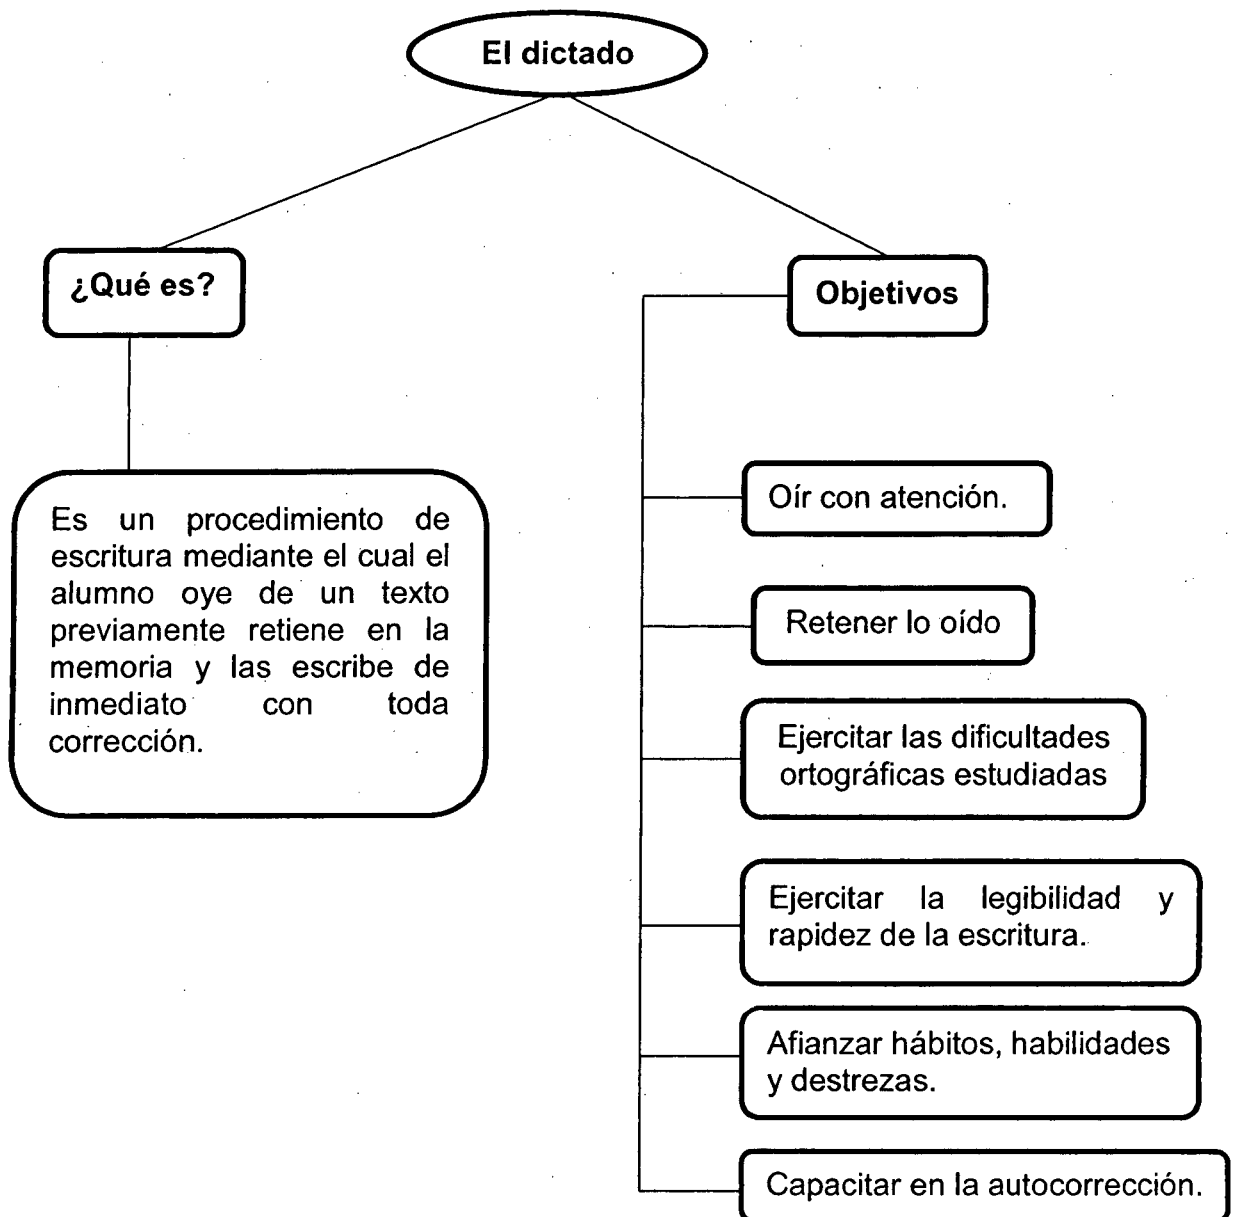 El dictado
¿Qué es?
Es un procedimiento de
escritura mediante el cual el
alumno oye de un texto
previamente retiene en la
memoria y las escribe de
inmediato con toda
corrección.
Objetivos
Oír con atención.
Retener lo oído
Ejercitar las dificultades
ortográficas estudiadas
Ejercitar la legibilidad y
rapidez de la escritura.
Afianzar hábitos, habilidades
y destrezas.
Capacitar en la autocorrección.